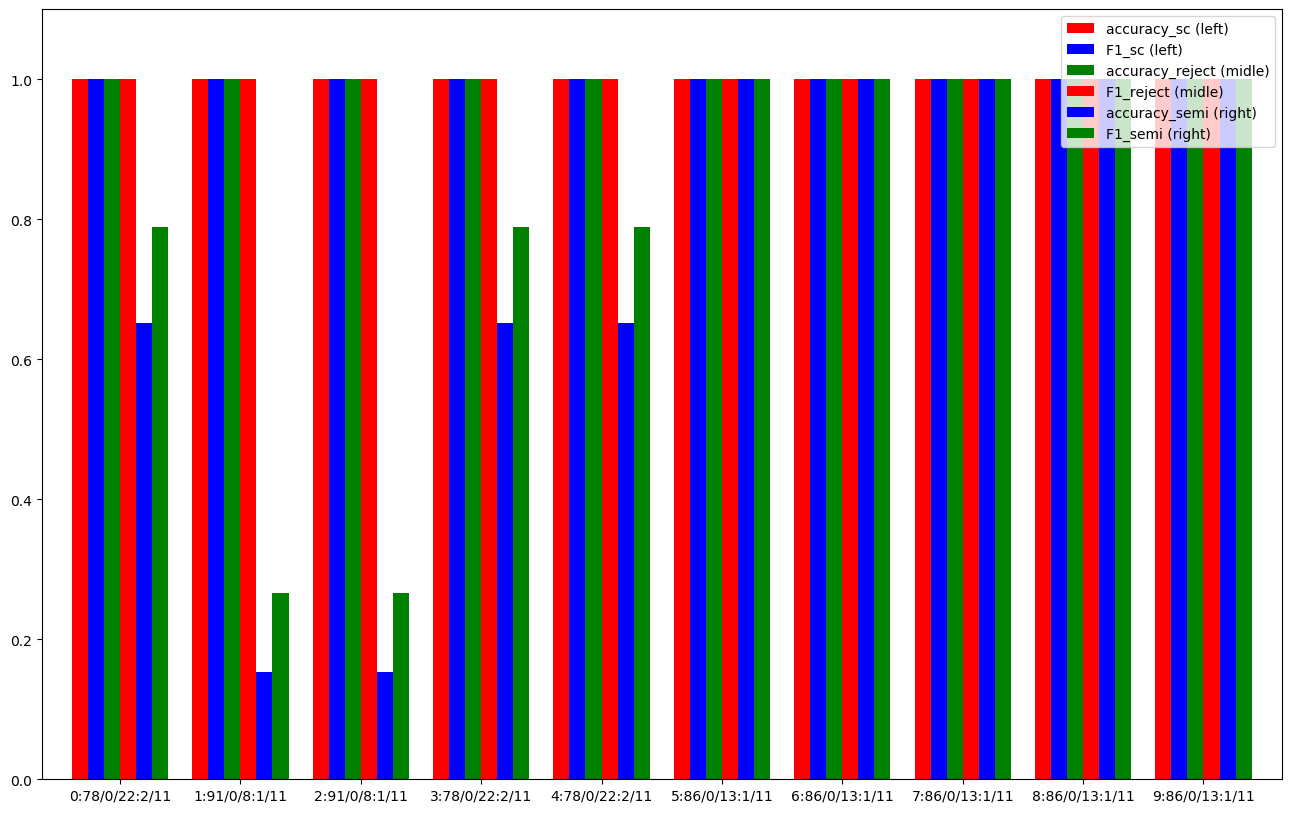 accuracy_sc (left)
F1_sc (left)
accuracy_reject (midle)
F1_reject (midle)
accuracy_semi (right)
F1_semi (right)
1.0
0.8
0.6
0.4
0.2
0.0
0:78/0/22:2/11 1:91/0/8:1/11 2:91/0/8:1/11 3:78/0/22:2/11 4:78/0/22:2/11 5:86/0/13:1/11 6:86/0/13:1/11 7:86/0/13:1/11 8:86/0/13:1/11 9:86/0/13:1/11